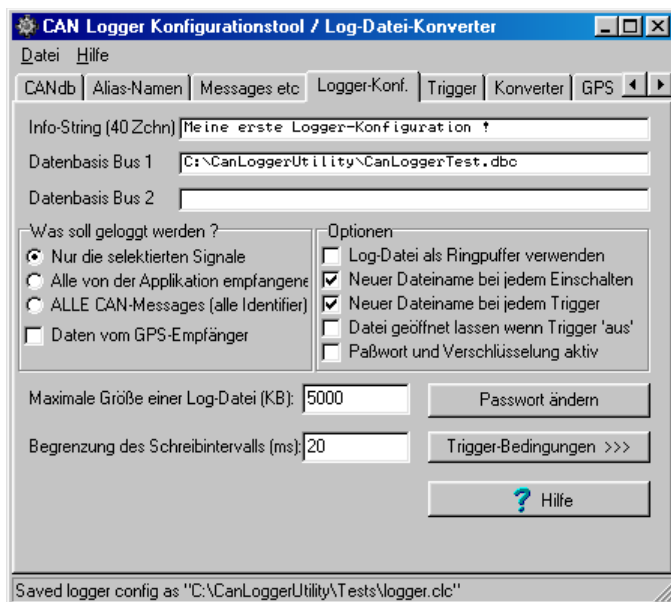 CAN Logger Konfigurationstool / Log-Datei-Konverter
Datei Hilfe
CANdb Alias-Namen Messages etc Logger-Konf. Trigger Konverter GPS
Info-String (40 Zchn) Meine erste Logger-Konfiguration !
Datenbasis Bus 1 C:\CanLoggerUtility\CanLoggerTest.dbc
Datenbasis Bus 2
Was soll geloggt werden ?
Nur die selektierten Signale
Alle von der Applikation empfangene
ALLE CAN-Messages (alle Identifier)
Daten vom GPS-Empfänger
Optionen
Log-Datei als Ringpuffer verwenden
Neuer Dateiname bei jedem Einschalten
Neuer Dateiname bei jedem Trigger
Datei geöffnet lassen wenn Trigger 'aus'
Paßwort und Verschlüsselung aktiv
Maximale Größe einer Log-Datei (KB): 5000 Passwort ändern
Begrenzung des Schreibintervalls (ms): 20 Trigger-Bedingungen >>>
? Hilfe
Saved logger config as "C:\CanLoggerUtility\Tests\logger.clc"